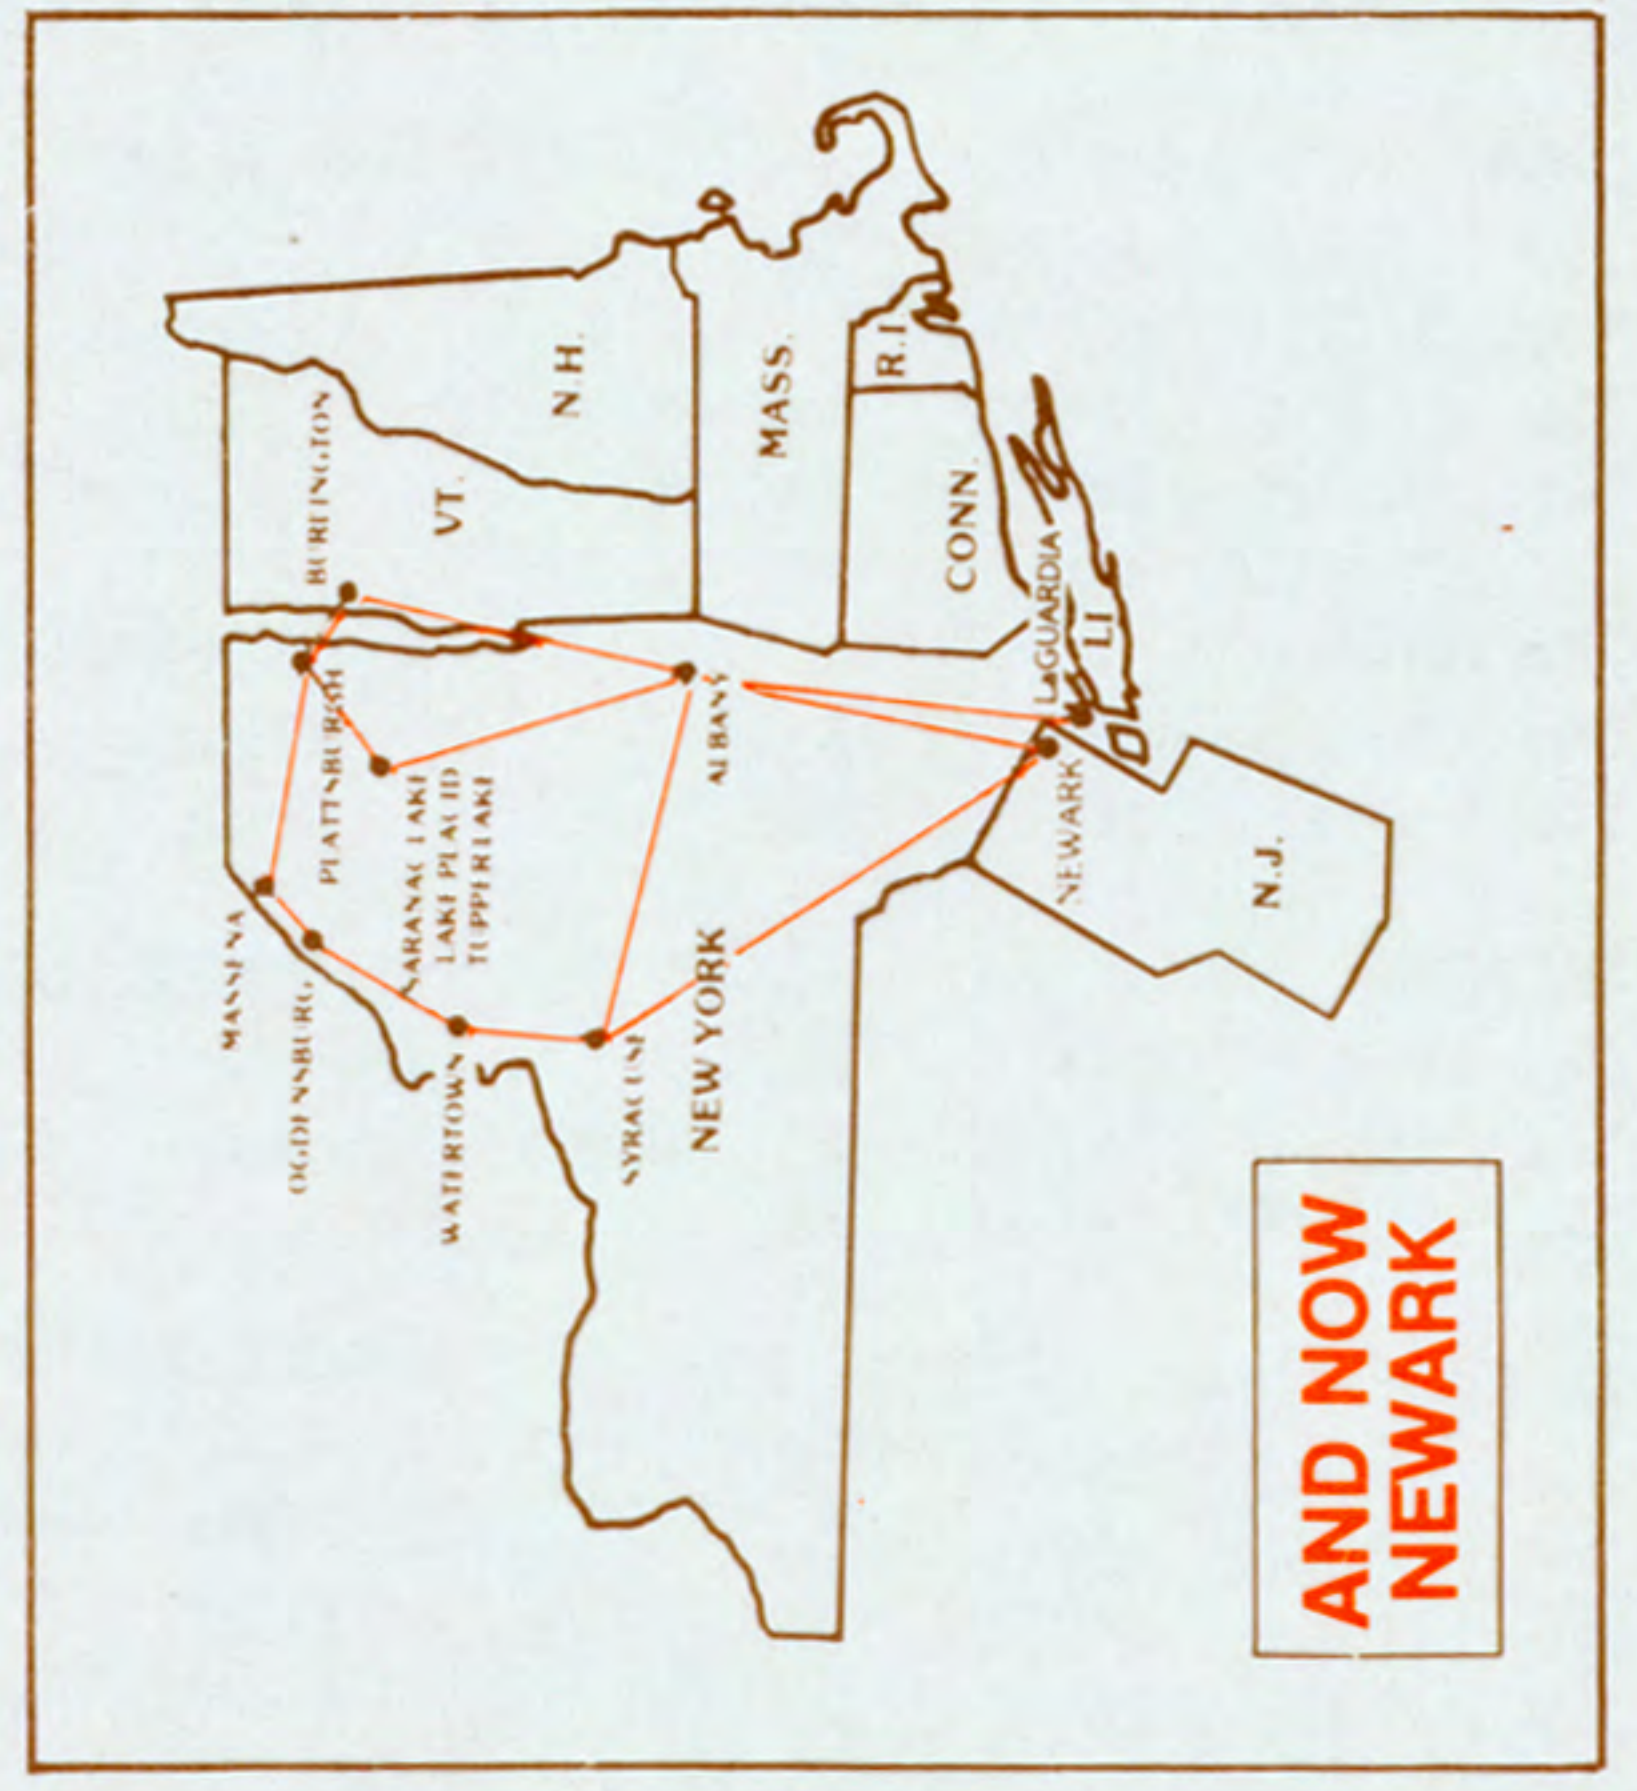 MASSENA
OGDENSBURG
PLATTSBURGH
BURLINGTON
SARANAC LAKE
LAKE PLACID
TUPPER LAKE
WATERTOWN
VT.
N.H.
SYRACUSE
NEW YORK
ALBANY
MASS.
R.I.
CONN.
LaGUARDIA
LI
NEWARK
N.J.
AND NOW
NEWARK